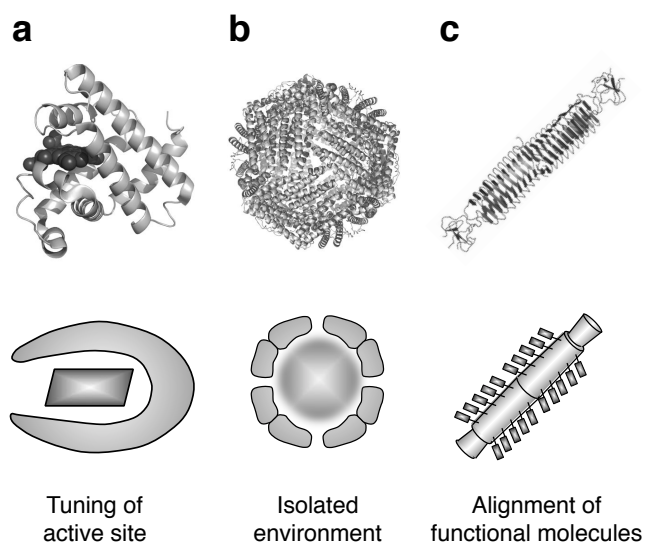 a
b
c
Tuning of
active site
Isolated
environment
Alignment of
functional molecules